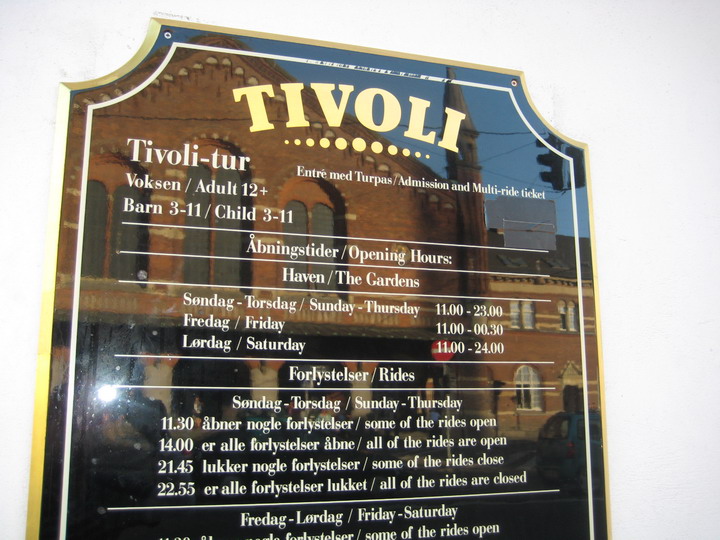 TIVOLI
Tivoli-tur
Entré med Turpas/Admission and Multi-ride ticket
Voksen / Adult 12+
Barn 3-11 / Child 3-11
Åbningstider / Opening Hours:
Haven / The Gardens
Søndag - Torsdag / Sunday - Thursday 11.00 - 23.00
Fredag / Friday 11.00 - 00.30
Lørdag / Saturday 11.00 - 24.00
Forlystelser / Rides
Søndag - Torsdag / Sunday - Thursday
11.30 åbner nogle forlystelser / some of the rides open
14.00 er alle forlystelser åbne / all of the rides are open
21.45 lukker nogle forlystelser / some of the rides close
22.55 er alle forlystelser lukket / all of the rides are closed
Fredag - Lørdag / Friday - Saturday
11.30 åbner nogle forlystelser / some of the rides open